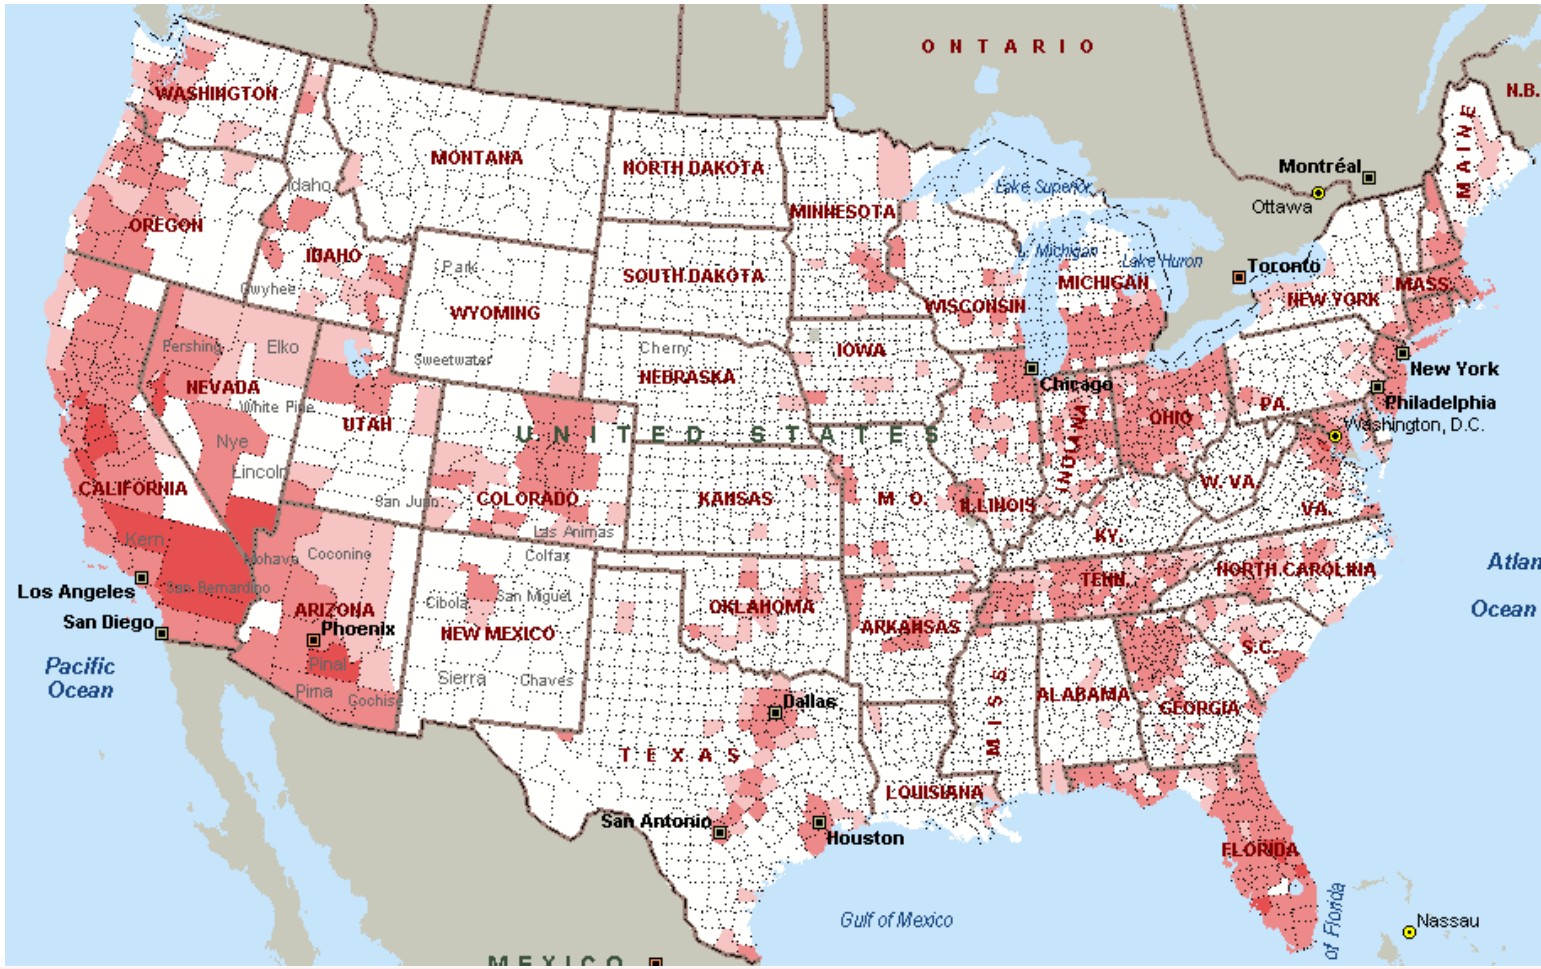 ONTARIO
N.B.
WASHINGTON
MONTANA
NORTH DAKOTA
MINNESOTA
Lake Superior
Montréal
Ottawa
MAINE
OREGON
Idaho
IDAHO
Owyhee
Park
WYOMING
Sweetwater
SOUTH DAKOTA
WISCONSIN
L. Michigan
Lake Huron
MICHIGAN
Toronto
NEW YORK
MASS.
Pershing
Elko
NEVADA
White Pine
Nye
Lincoln
UTAH
San Juan
Cherry
NEBRASKA
IOWA
Chicago
New York
Philadelphia
PA.
OHIO
Washington, D.C.
UNITED STATES
CALIFORNIA
COLORADO
Las Animas
KANSAS
M O.
ILLINOIS
INDIANA
W. VA.
VA.
KY.
Kern
San Bernardino
Mohave
Coconino
Colfax
Los Angeles
San Diego
ARIZONA
Phoenix
Pinal
Pima
Cochise
Cibola
San Miguel
NEW MEXICO
Sierra
Chaves
OKLAHOMA
ARKANSAS
TENN.
NORTH CAROLINA
S.C.
Atlan
Ocean
Pacific
Ocean
Dallas
TEXAS
San Antonio
Houston
LOUISIANA
MISS
ALABAMA
GEORGIA
FLORIDA
Gulf of Mexico
of Florida
Nassau
MEXICO